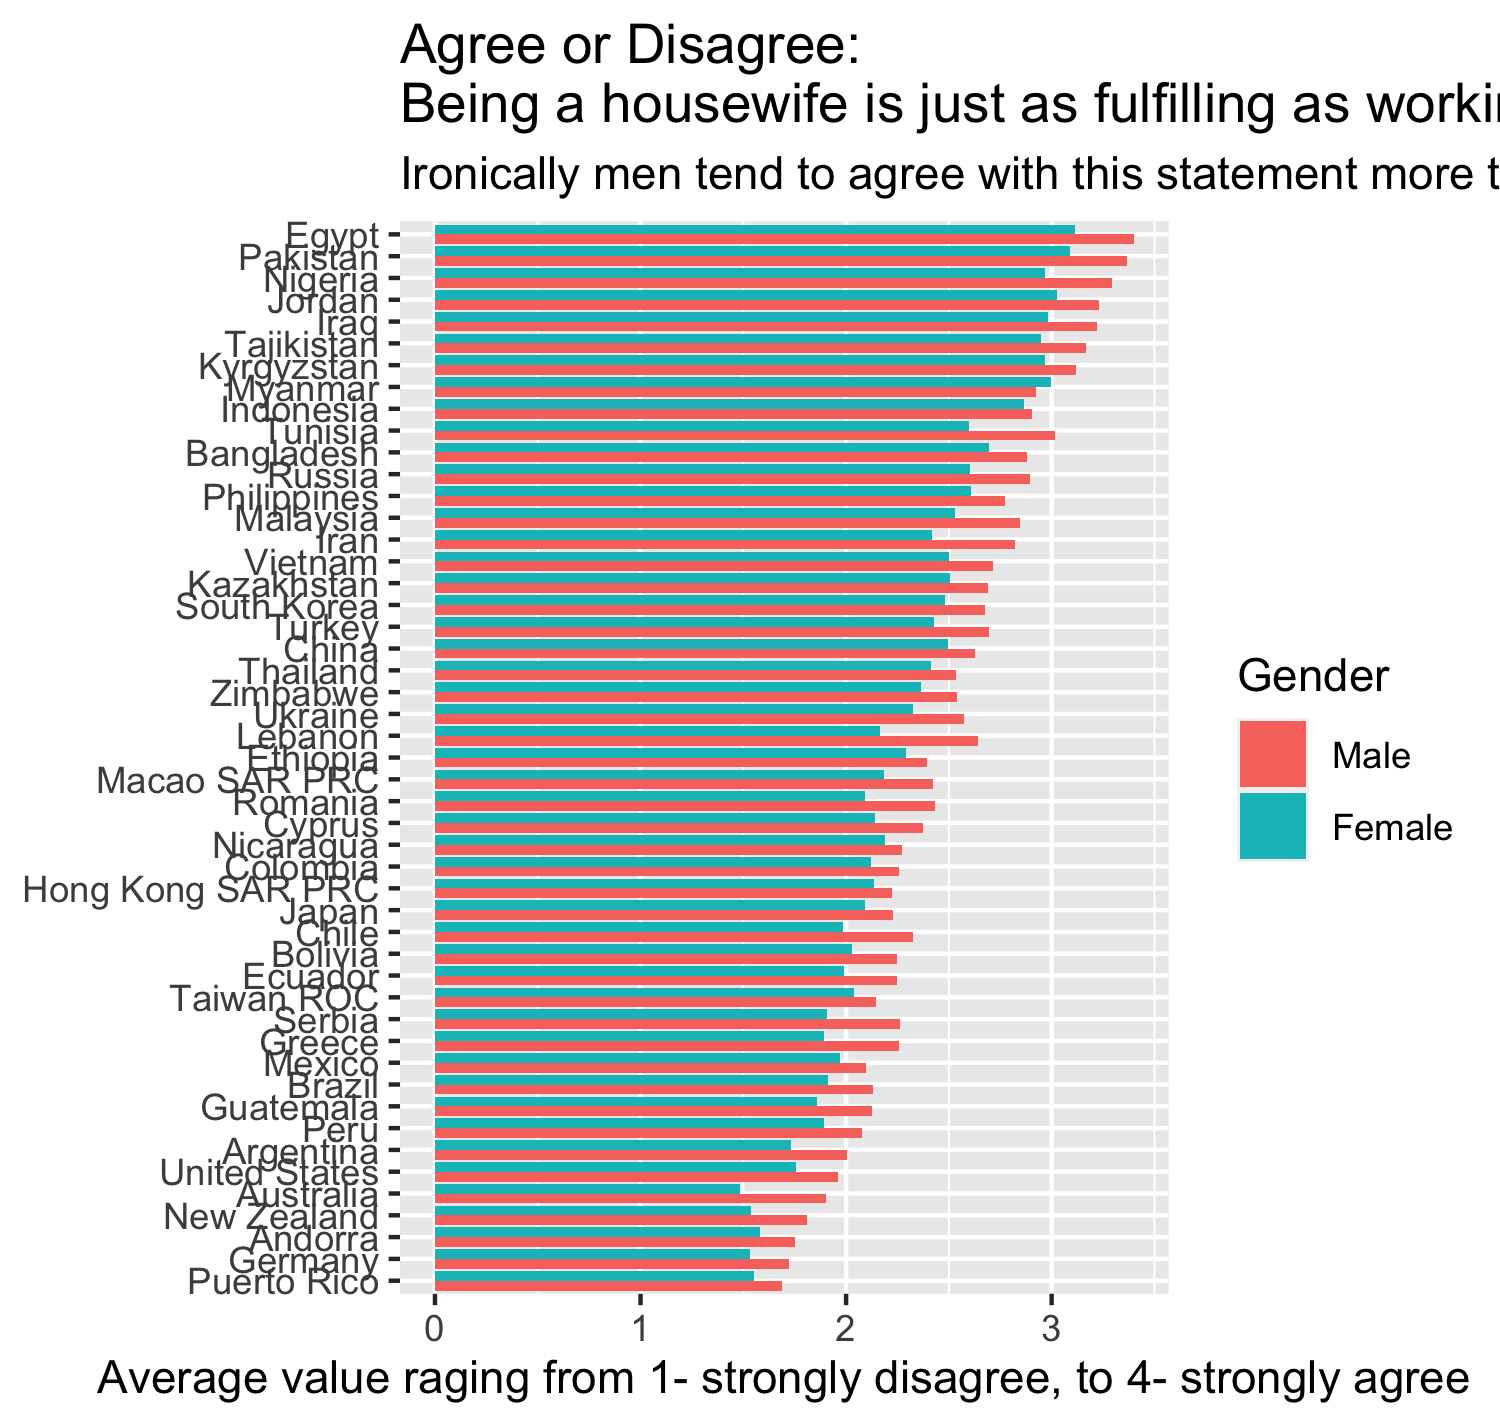 Agree or Disagree:
Being a housewife is just as fulfilling as workin
Ironically men tend to agree with this statement more t
Egypt
Pakistan
Nigeria
Jordan
Iraq
Tajikistan
Kyrgyzstan
Myanmar
Indonesia
Tunisia
Bangladesh
Russia
Philippines
Malaysia
Iran
Vietnam
Kazakhstan
South Korea
Turkey
China
Thailand
Zimbabwe
Ukraine
Lebanon
Ethiopia
Macao SAR PRC
Romania
Cyprus
Nicaragua
Colombia
Hong Kong SAR PRC
Japan
Chile
Bolivia
Ecuador
Taiwan ROC
Serbia
Greece
Mexico
Brazil
Guatemala
Peru
Argentina
United States
Australia
New Zealand
Andorra
Germany
Puerto Rico
0 1 2 3
Average value raging from 1- strongly disagree, to 4- strongly agree
Gender
Male
Female